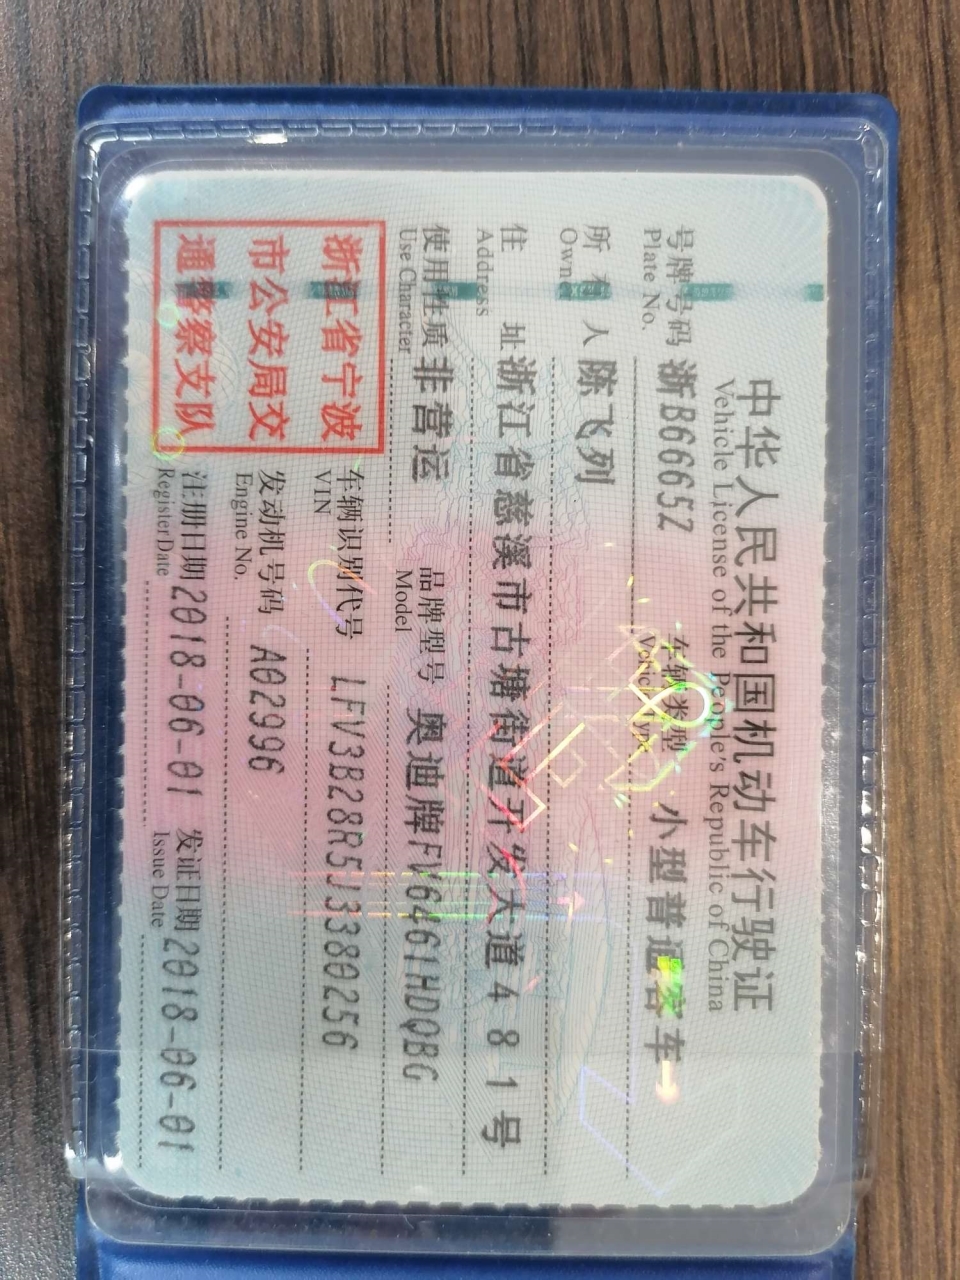 中华人民共和国机动车行驶证
Vehicle License of the People's Republic of China
号牌号码 浙B6665Z 车辆类型 小型普通客车
Plate No. Vehicle Type
所有人 陈飞列
Owner
住址 浙江省慈溪市古塘街道开发大道481号
Address
使用性质 非营运 品牌型号 奥迪牌FV6461HDQBG
Use Character Model
浙江省宁波
市公安局交
通警察支队
车辆识别代号 LFV3B28R5J3380256
VIN
发动机号码 A02996
Engine No.
注册日期 2018-06-01 发证日期 2018-06-01
Register Date Issue Date